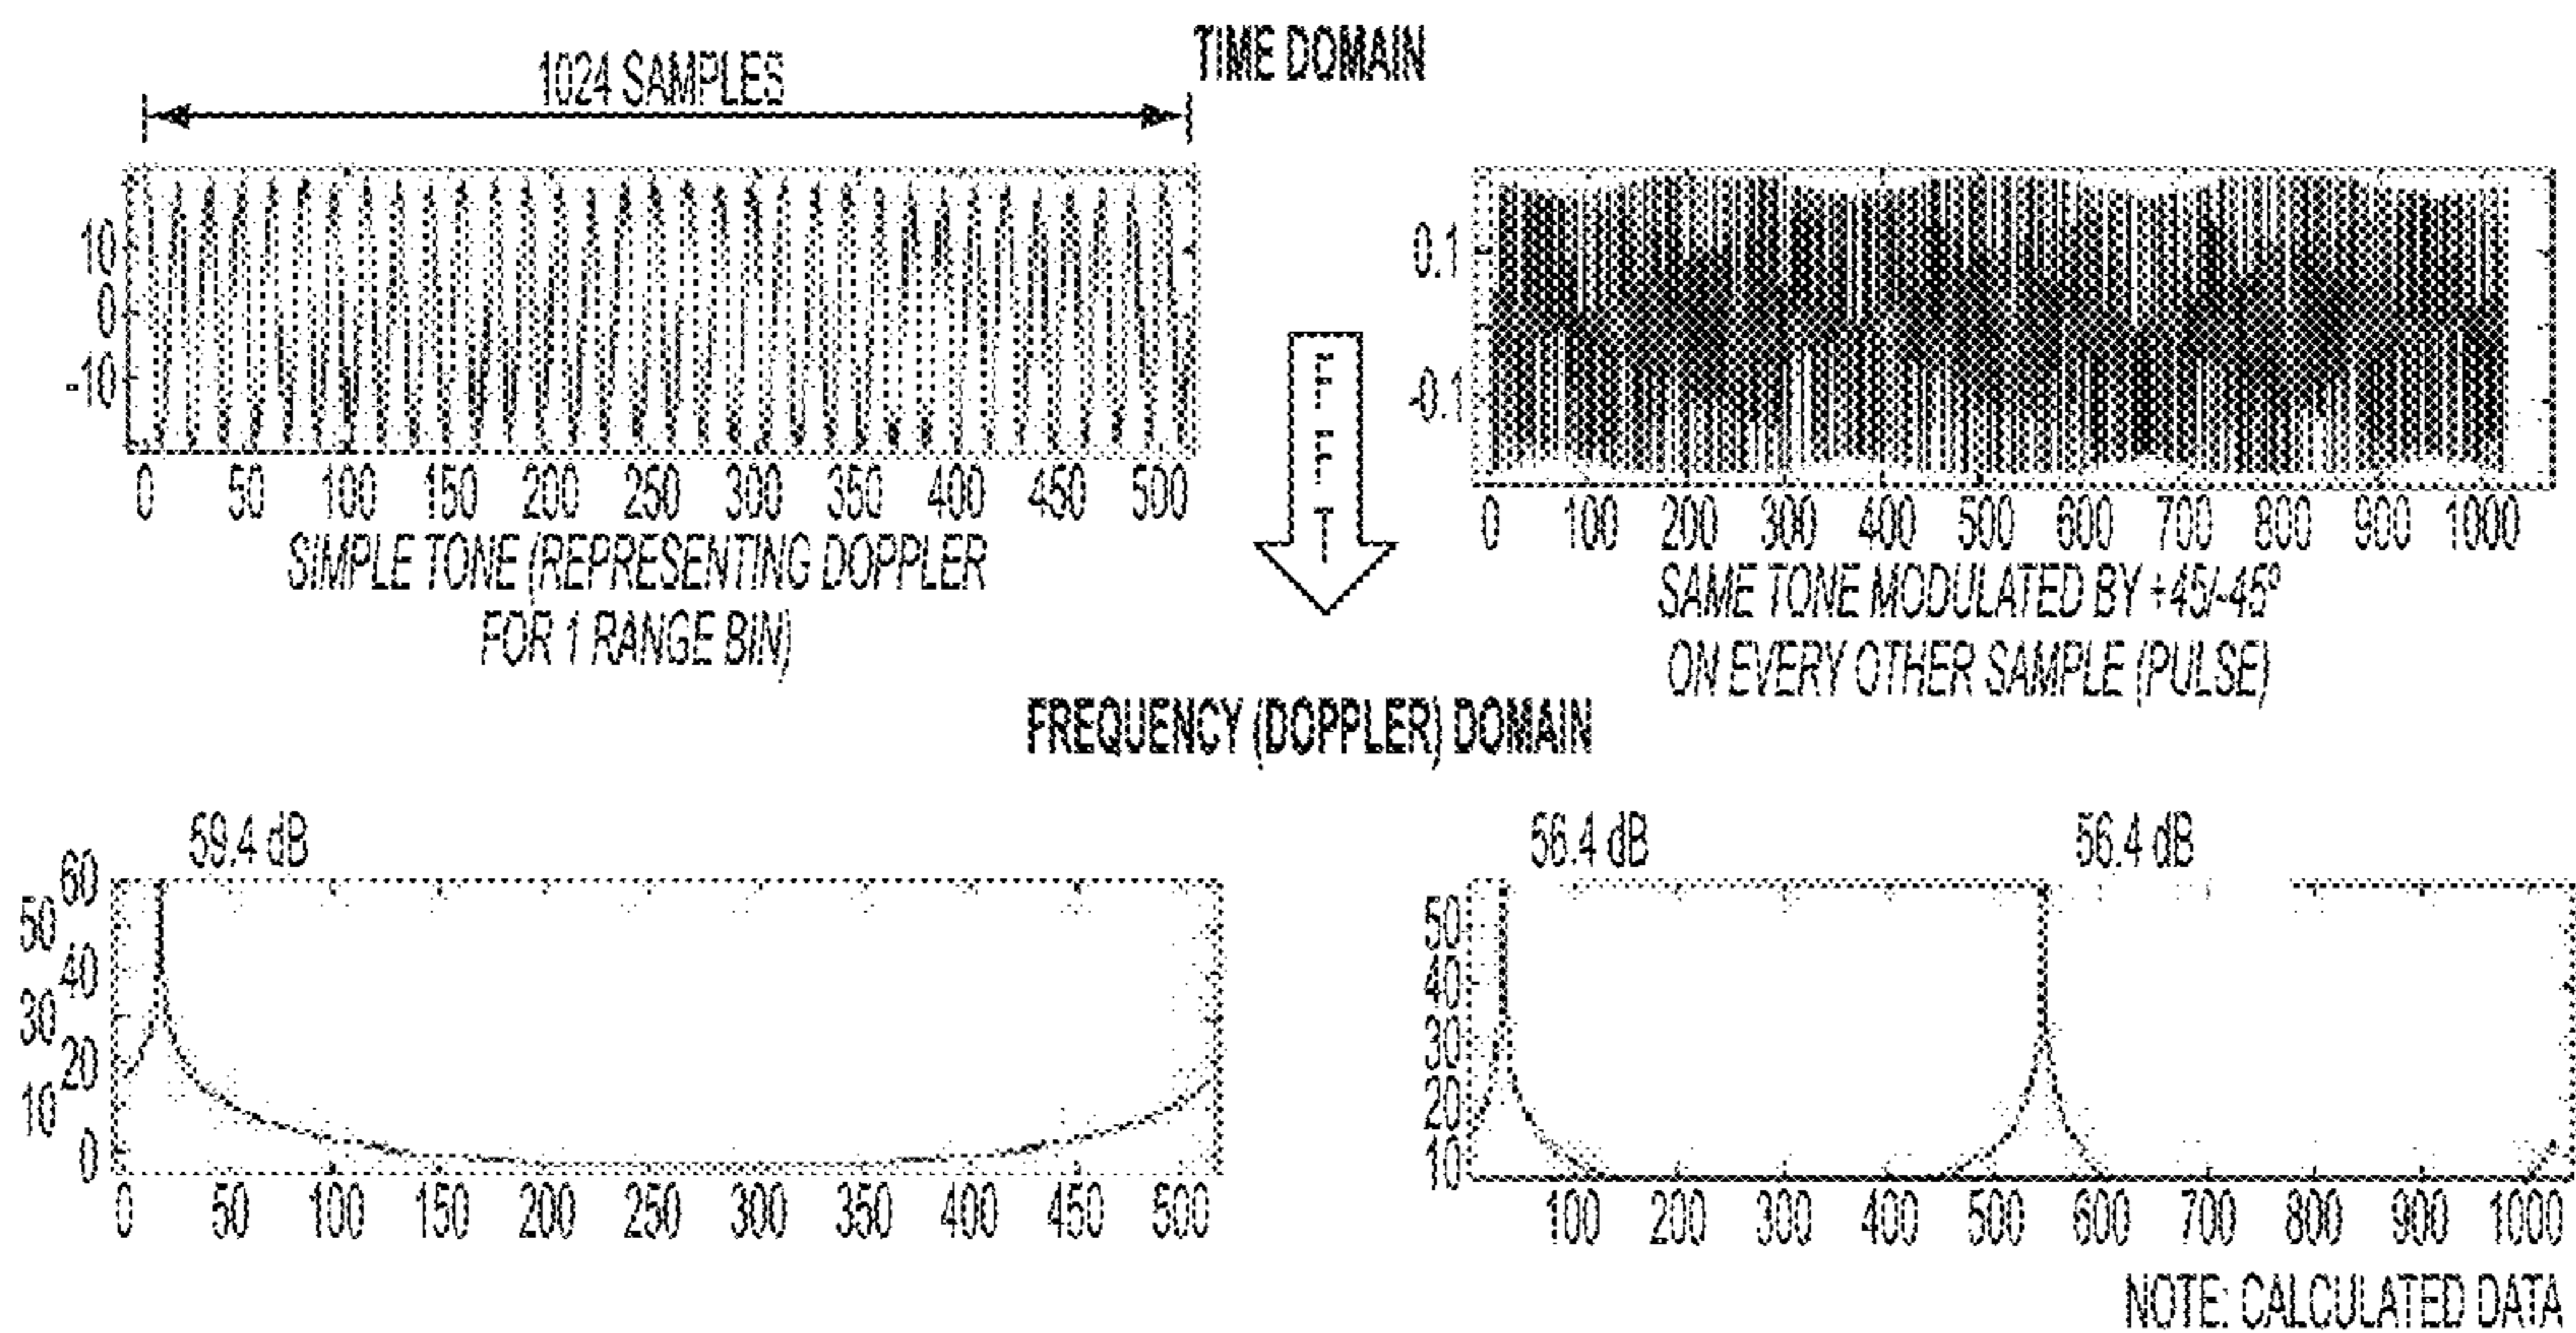 TIME DOMAIN
1024 SAMPLES
10
0
-10
0 50 100 150 200 250 300 350 400 450 500
SIMPLE TONE (REPRESENTING DOPPLER
FOR 1 RANGE BIN)
F
F
T
0.1
-0.1
0 100 200 300 400 500 600 700 800 900 1000
SAME TONE MODULATED BY +45/-45º
ON EVERY OTHER SAMPLE (PULSE)
FREQUENCY (DOPPLER) DOMAIN
59.4 dB
60
50
40
30
20
10
0
0 50 100 150 200 250 300 350 400 450 500
56.4 dB 56.4 dB
50
40
30
20
10
100 200 300 400 500 600 700 800 900 1000
NOTE: CALCULATED DATA